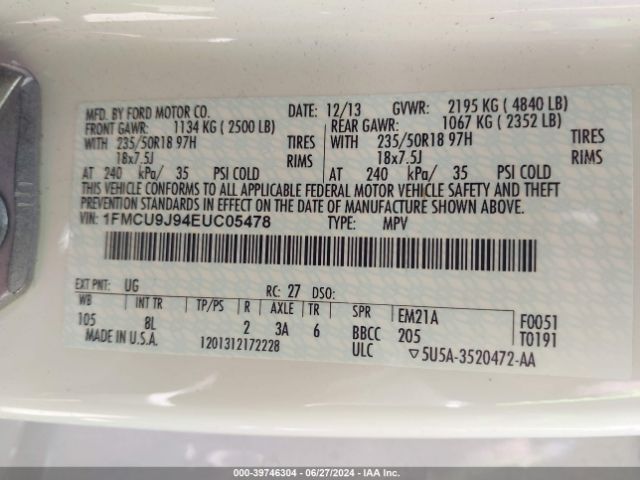 MFD. BY FORD MOTOR CO. DATE: 12/13 GVWR: 2195 KG ( 4840 LB)
FRONT GAWR: 1134 KG ( 2500 LB) REAR GAWR: 1067 KG ( 2352 LB)
WITH 235/50R18 97H TIRES WITH 235/50R18 97H TIRES
18x7.5J RIMS 18x7.5J RIMS
AT 240 kPa/ 35 PSI COLD AT 240 kPa/ 35 PSI COLD
THIS VEHICLE CONFORMS TO ALL APPLICABLE FEDERAL MOTOR VEHICLE SAFETY AND THEFT
PREVENTION STANDARDS IN EFFECT ON THE DATE OF MANUFACTURE SHOWN ABOVE.
VIN: 1FMCU9J94EUC05478 TYPE: MPV
EXT PNT: UG RC: 27 DSO:
WB INT TR TP/PS R AXLE TR SPR EM21A F0051
105 8L 2 3A 6 BBCC 205 T0191
MADE IN U.S.A. 1201312172228 ULC ▽5U5A-3520472-AA
000-39746304 - 06/27/2024 - IAA Inc.